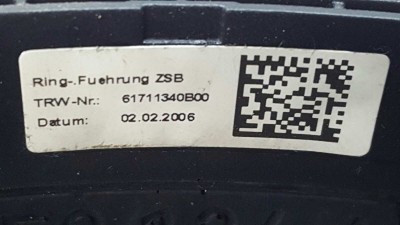 Ring-.Fuehrung ZSB
TRW-Nr.: 61711340B00
Datum: 02.02.2006